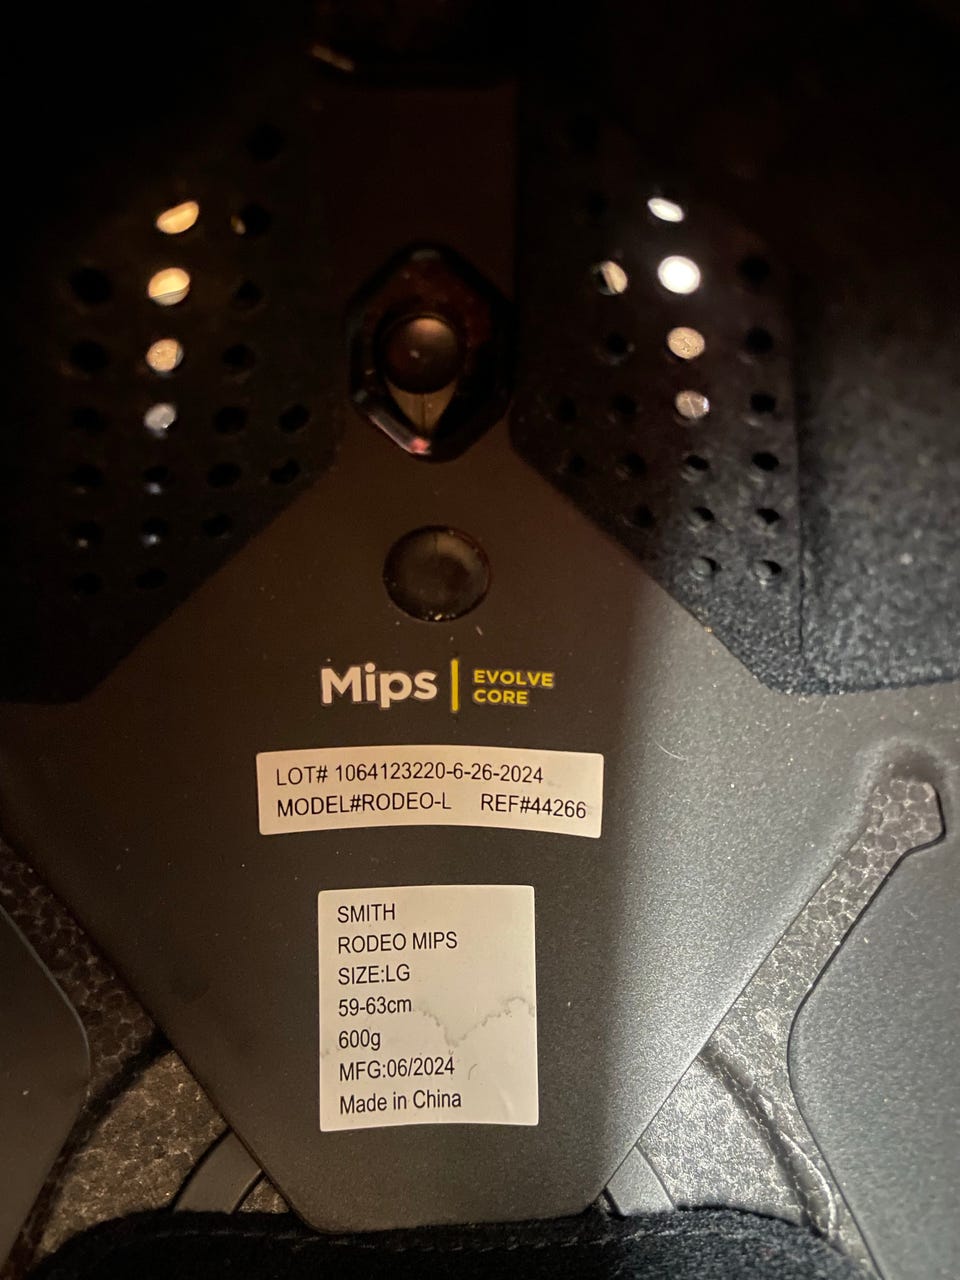 Mips | EVOLVE
CORE
LOT# 1064123220-6-26-2024
MODEL#RODEO-L REF#44266
SMITH
RODEO MIPS
SIZE:LG
59-63cm
600g
MFG:06/2024
Made in China